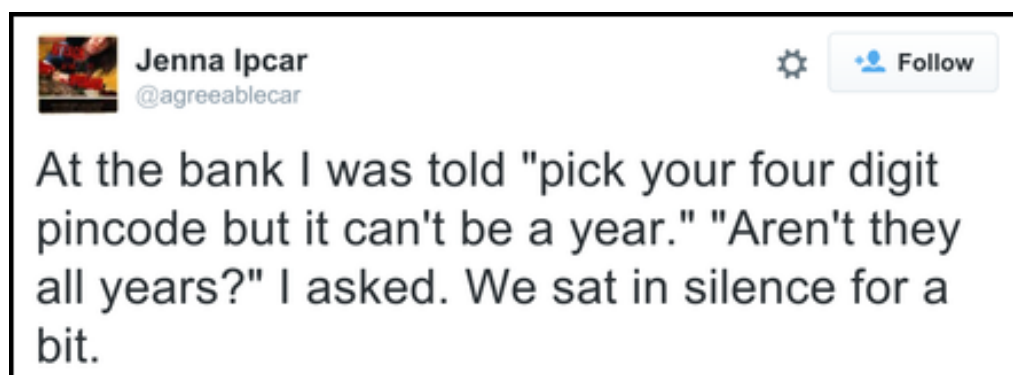 Jenna Ipcar
Follow
@agreeablecar
At the bank I was told "pick your four digit
pincode but it can't be a year." "Aren't they
all years?" I asked. We sat in silence for a
bit.